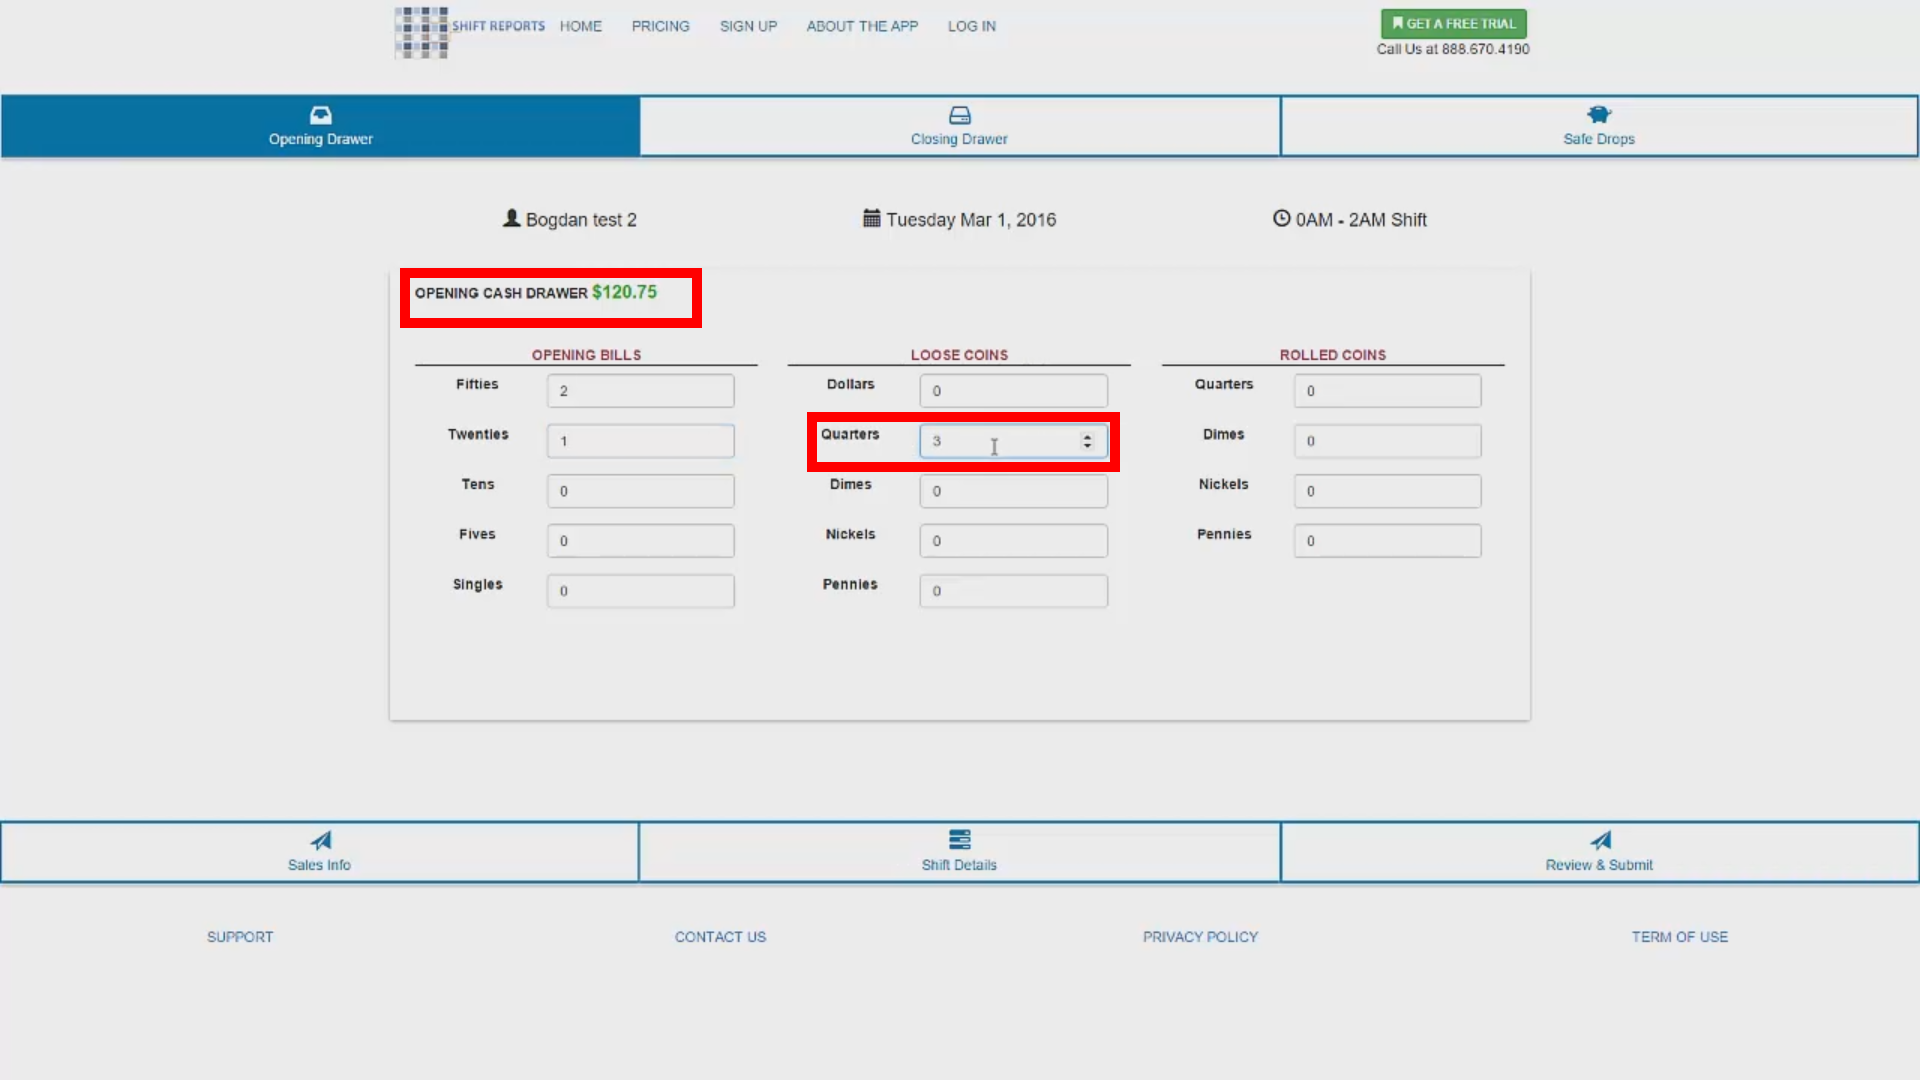 SHIFT REPORTS HOME PRICING SIGN UP ABOUT THE APP LOG IN
GET A FREE TRIAL
Call Us at 888.670.4190
Opening Drawer Closing Drawer Safe Drops
Bogdan test 2 Tuesday Mar 1, 2016 0AM - 2AM Shift
OPENING CASH DRAWER $120.75
OPENING BILLS LOOSE COINS ROLLED COINS
Fifties 2 Dollars 0 Quarters 0
Twenties 1 Quarters 3 Dimes 0
Tens 0 Dimes 0 Nickels 0
Fives 0 Nickels 0 Pennies 0
Singles 0 Pennies 0
Sales Info Shift Details Review & Submit
SUPPORT CONTACT US PRIVACY POLICY TERM OF USE